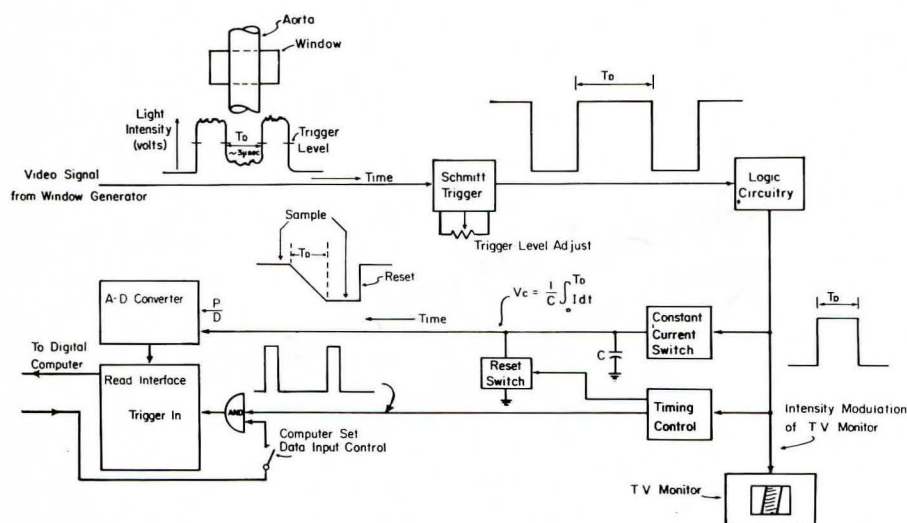 Aorta
Window
Light
Intensity
(volts)
T_D
~3μsec
Trigger
Level
Time
Video Signal
from Window Generator
Schmitt
Trigger
Trigger Level Adjust
T_D
Logic
Circuitry
Sample
T_D
Reset
A-D Converter
P
D
Time
V_C = 1/C ∫_0^{T_D} I dt
C
Constant
Current
Switch
T_D
To Digital
Computer
Read Interface
Trigger In
AND
Reset
Switch
Timing
Control
Computer Set
Data Input Control
Intensity Modulation
of TV Monitor
TV Monitor